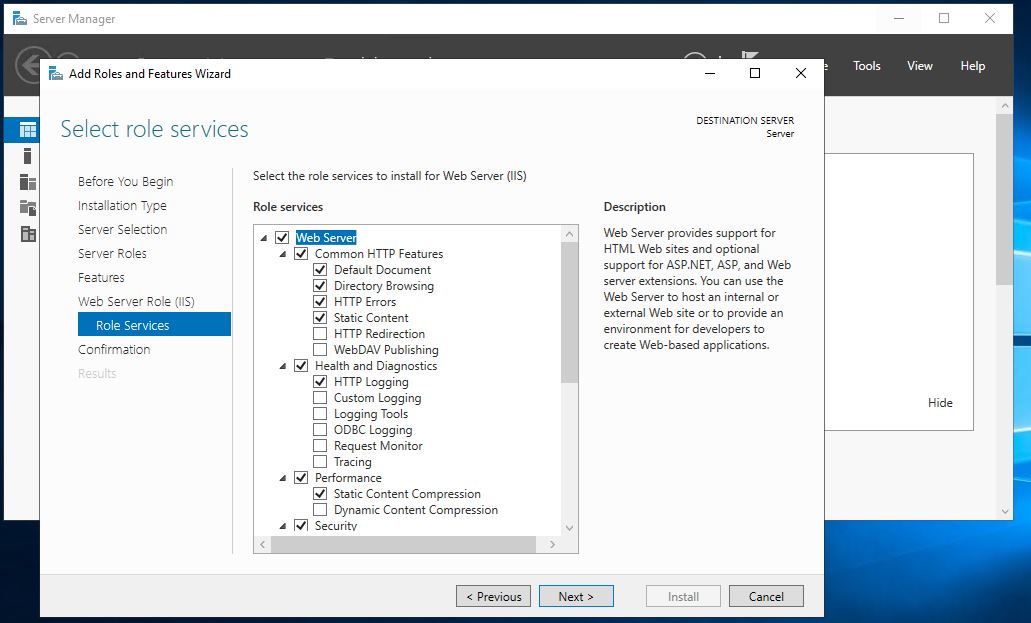 Server Manager
Tools
View
Help
Add Roles and Features Wizard
Select role services
DESTINATION SERVER
Server
Before You Begin
Installation Type
Server Selection
Server Roles
Features
Web Server Role (IIS)
Role Services
Confirmation
Results
Select the role services to install for Web Server (IIS)
Role services
Web Server
Common HTTP Features
Default Document
Directory Browsing
HTTP Errors
Static Content
HTTP Redirection
WebDAV Publishing
Health and Diagnostics
HTTP Logging
Custom Logging
Logging Tools
ODBC Logging
Request Monitor
Tracing
Performance
Static Content Compression
Dynamic Content Compression
Security
Description
Web Server provides support for
HTML Web sites and optional
support for ASP.NET, ASP, and Web
server extensions. You can use the
Web Server to host an internal or
external Web site or to provide an
environment for developers to
create Web-based applications.
Hide
< Previous
Next >
Install
Cancel